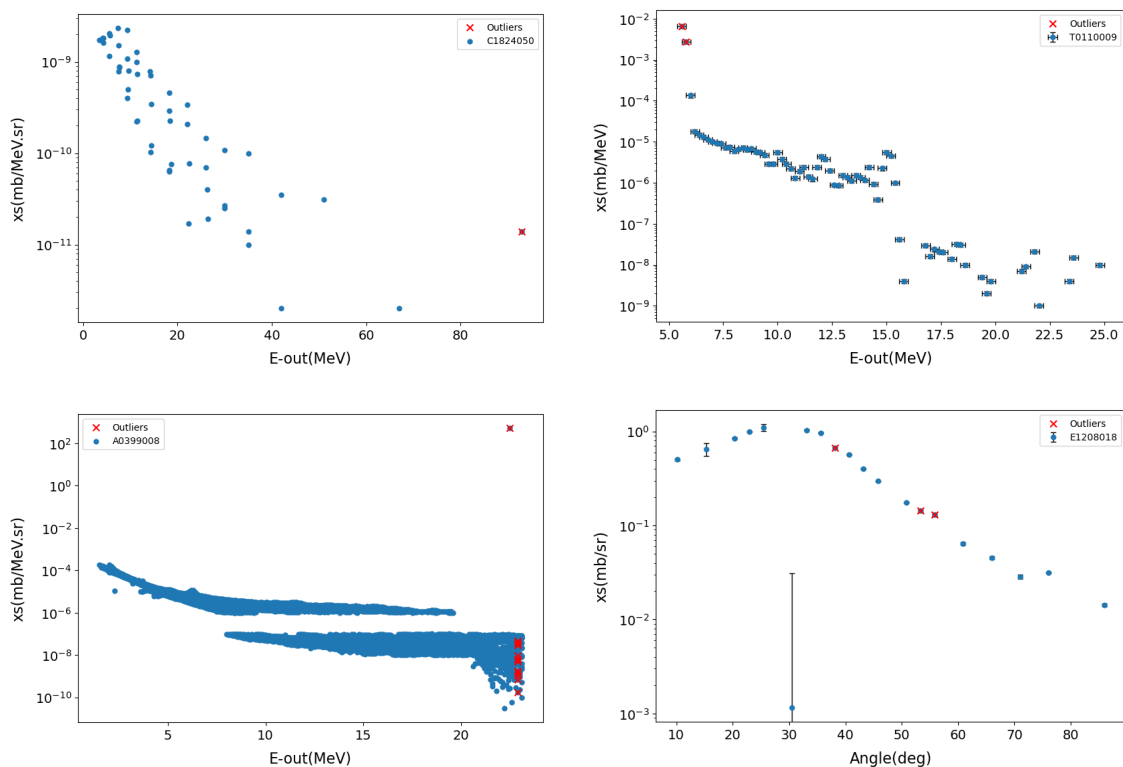 Outliers
C1824050
xs(mb/MeV.sr)
10⁻⁹
10⁻¹⁰
10⁻¹¹
0 20 40 60 80
E-out(MeV)
Outliers
T0110009
xs(mb/MeV)
10⁻²
10⁻³
10⁻⁴
10⁻⁵
10⁻⁶
10⁻⁷
10⁻⁸
10⁻⁹
5.0 7.5 10.0 12.5 15.0 17.5 20.0 22.5 25.0
E-out(MeV)
Outliers
A0399008
xs(mb/MeV.sr)
10²
10⁰
10⁻²
10⁻⁴
10⁻⁶
10⁻⁸
10⁻¹⁰
5 10 15 20
E-out(MeV)
Outliers
E1208018
xs(mb/sr)
10⁰
10⁻¹
10⁻²
10⁻³
10 20 30 40 50 60 70 80
Angle(deg)